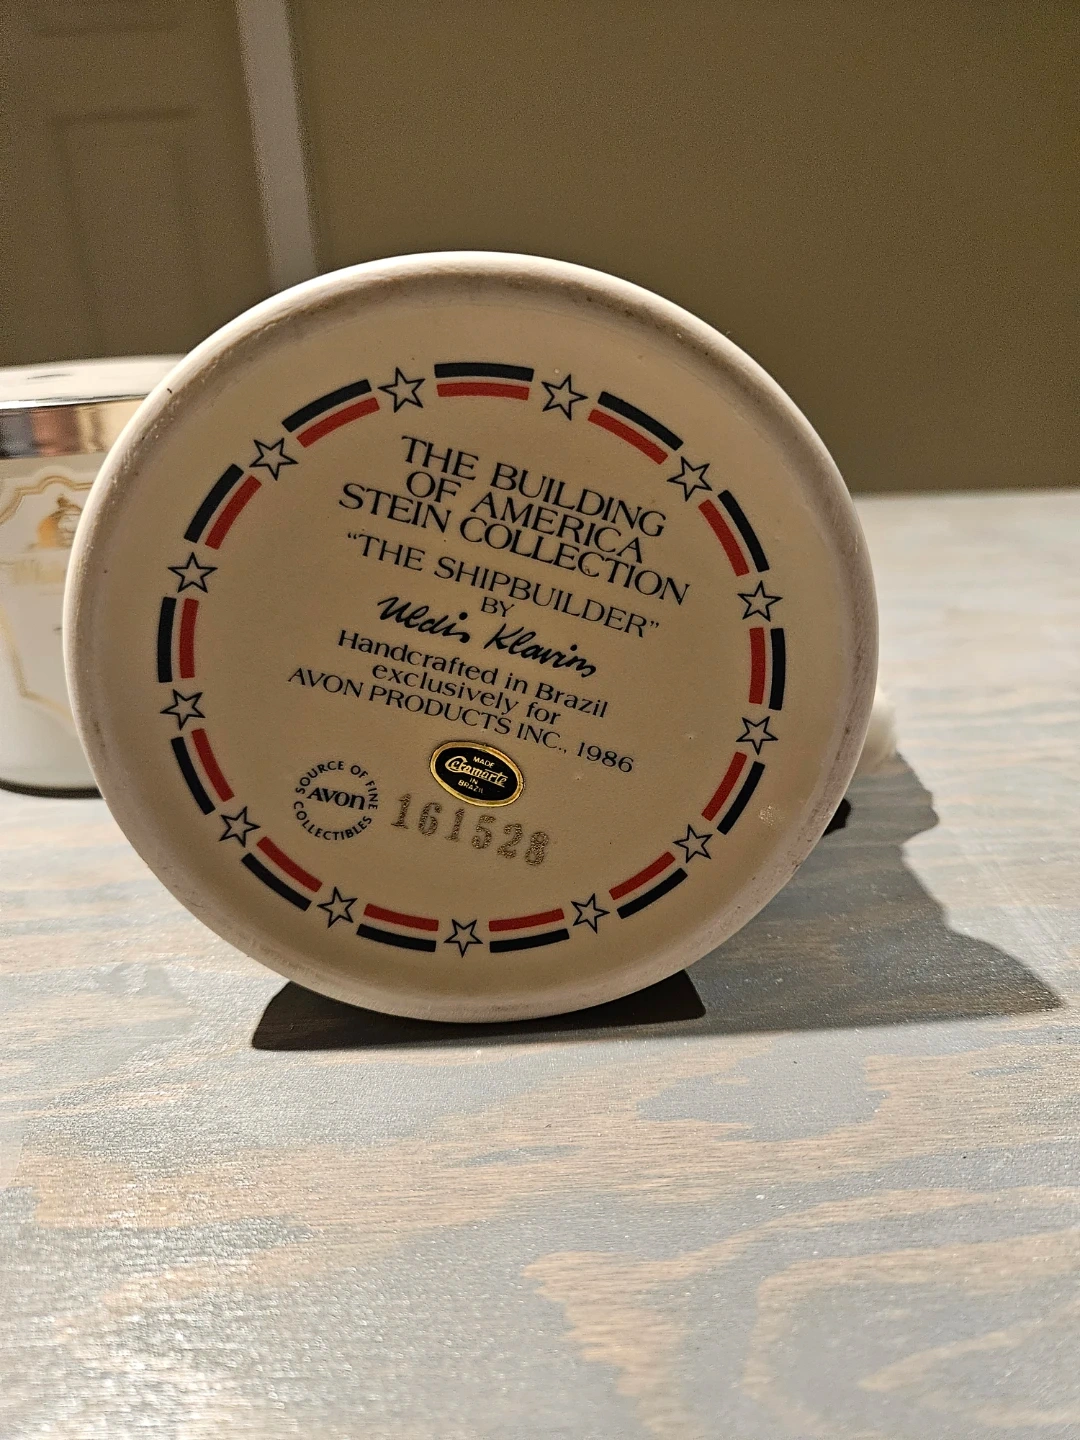 THE BUILDING
OF AMERICA
STEIN COLLECTION
“THE SHIPBUILDER”
BY
Uldis Klavins
Handcrafted in Brazil
exclusively for
AVON PRODUCTS INC., 1986
MADE
Ceramarte
IN
BRAZIL
SOURCE OF FINE
AVON
COLLECTIBLES
161528